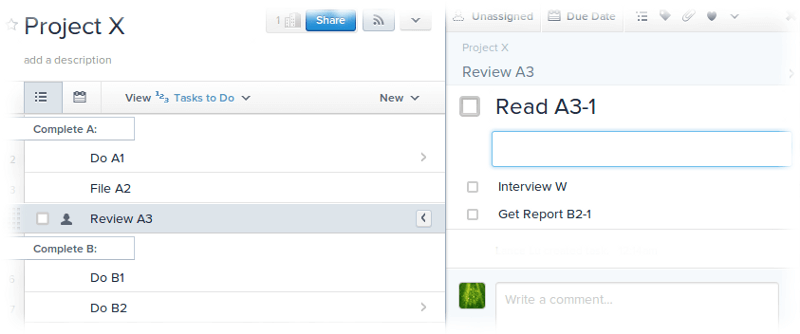 Project X
1
Share
add a description
View 123 Tasks to Do
New
Complete A:
2
Do A1
3
File A2
Review A3
Complete B:
6
Do B1
7
Do B2
Unassigned
Due Date
Project X
Review A3
Read A3-1
Interview W
Get Report B2-1
Write a comment...